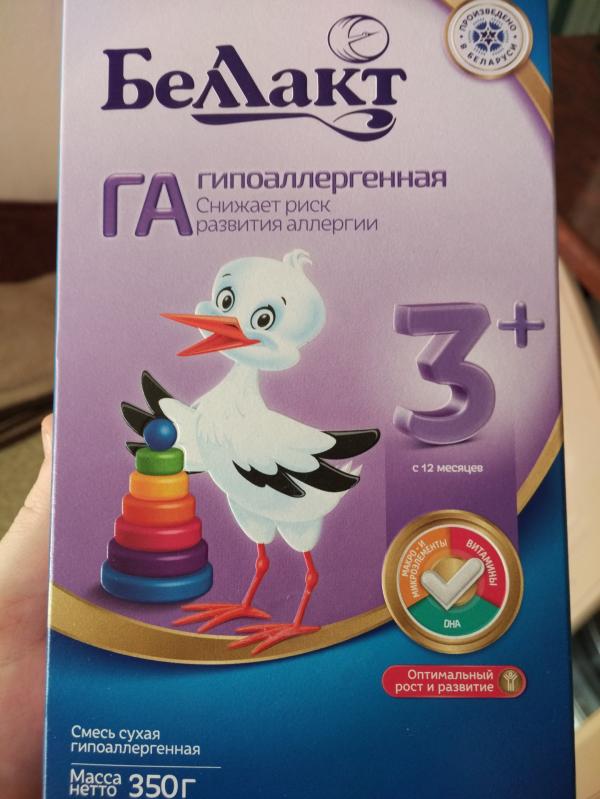 ПРОИЗВЕДЕНО
В БЕЛАРУСИ
Беллакт
ГА гипоаллергенная
Снижает риск
развития аллергии
3+
с 12 месяцев
МАКРО- И
МИКРОЭЛЕМЕНТЫ
ВИТАМИНЫ
DHA
Оптимальный
рост и развитие
Смесь сухая
гипоаллергенная
Масса
нетто 350г